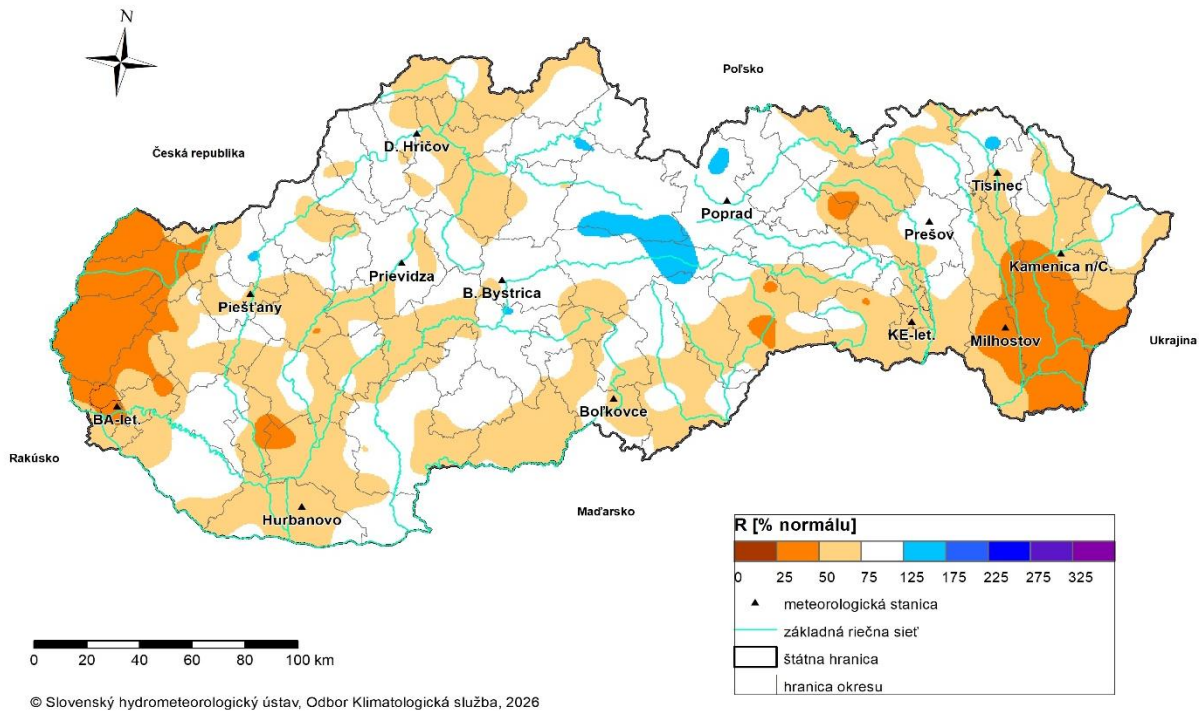 N
Poľsko
Česká republika
D. Hričov
Tisinec
Poprad
Prešov
Prievidza
Kamenica n/C.
B. Bystrica
Piešťany
KE-let.
Milhostov
Ukrajina
BA-let.
Boľkovce
Rakúsko
Hurbanovo
Maďarsko
R [% normálu]
0 25 50 75 125 175 225 275 325
meteorologická stanica
základná riečna sieť
štátna hranica
hranica okresu
0 20 40 60 80 100 km
© Slovenský hydrometeorologický ústav, Odbor Klimatologická služba, 2026